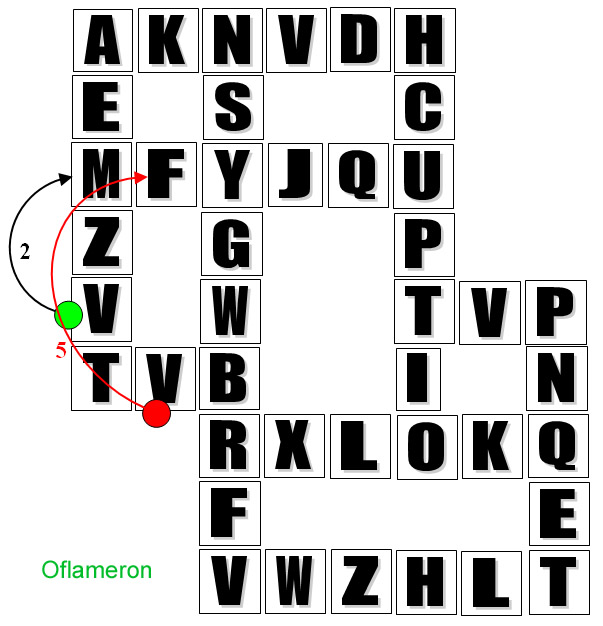 A K N V D H
E S C
M F Y J Q U
Z G P
2
V W T V P
5
T V B I N
R X L O K Q
F E
Oflameron
V W Z H L T